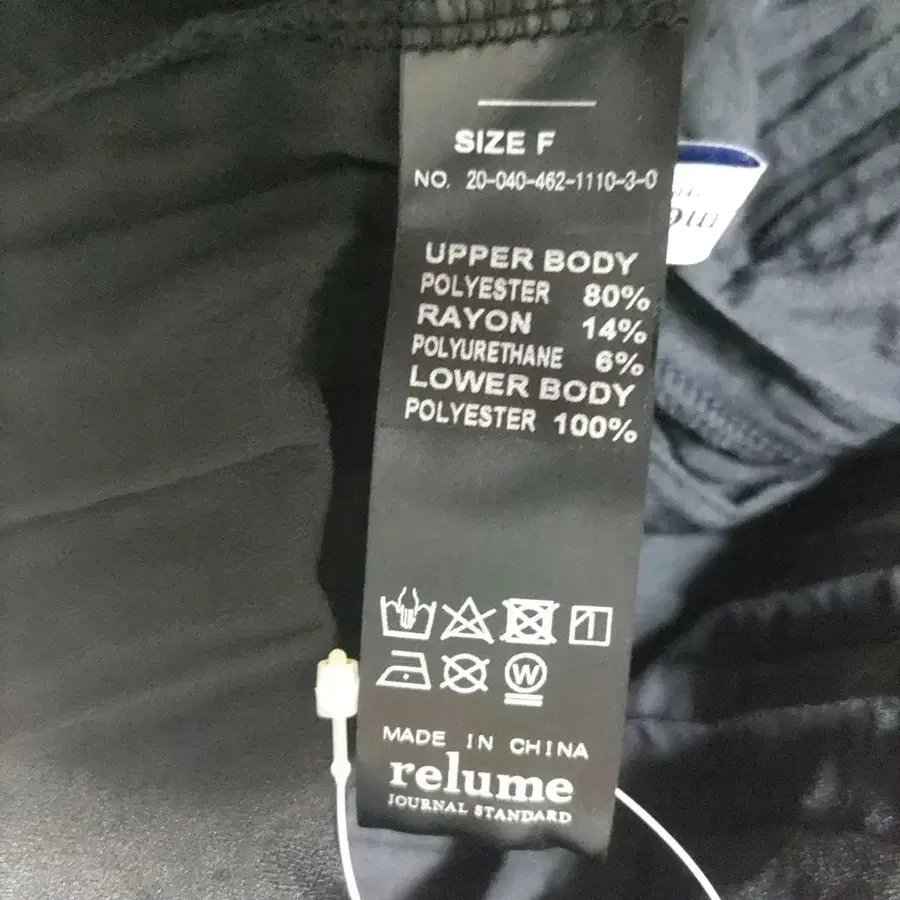 SIZE F
NO. 20-040-462-1110-3-0
UPPER BODY
POLYESTER 80%
RAYON 14%
POLYURETHANE 6%
LOWER BODY
POLYESTER 100%
W
MADE IN CHINA
relume
JOURNAL STANDARD